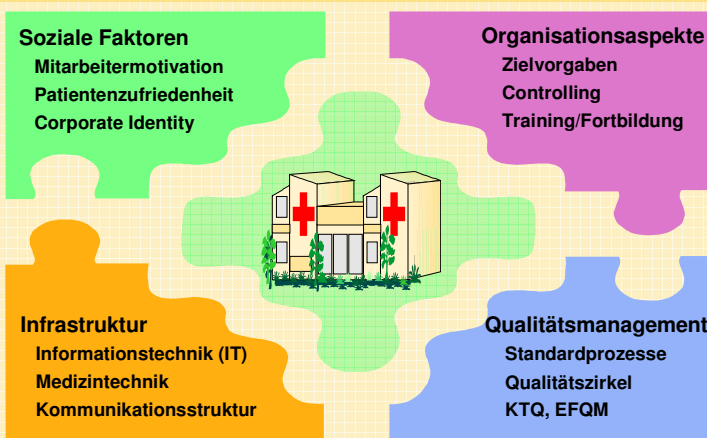 Soziale Faktoren
Mitarbeitermotivation
Patientenzufriedenheit
Corporate Identity
Organisationsaspekte
Zielvorgaben
Controlling
Training/Fortbildung
Infrastruktur
Informationstechnik (IT)
Medizintechnik
Kommunikationsstruktur
Qualitätsmanagement
Standardprozesse
Qualitätszirkel
KTQ, EFQM